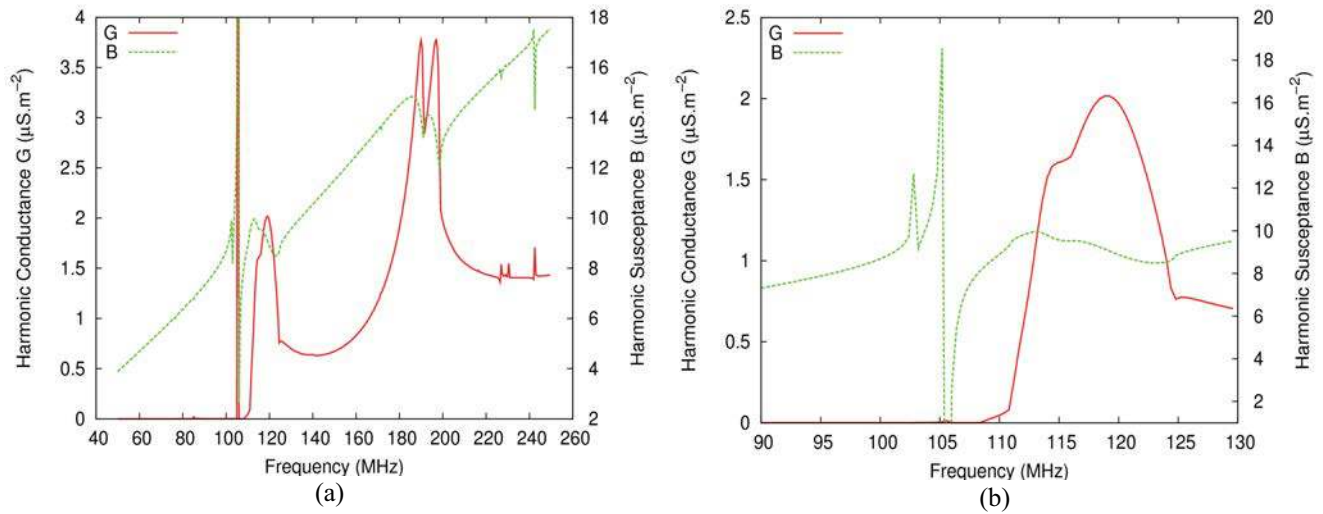 Harmonic Conductance G (μS.m⁻²)
4
3.5
3
2.5
2
1.5
1
0.5
0
G
B
18
16
14
12
10
8
6
4
2
Harmonic Susceptance B (μS.m⁻²)
40 60 80 100 120 140 160 180 200 220 240 260
Frequency (MHz)
(a)
Harmonic Conductance G (μS.m⁻²)
2.5
2
1.5
1
0.5
0
G
B
20
18
16
14
12
10
8
6
4
2
Harmonic Susceptance B (μS.m⁻²)
90 95 100 105 110 115 120 125 130
Frequency (MHz)
(b)